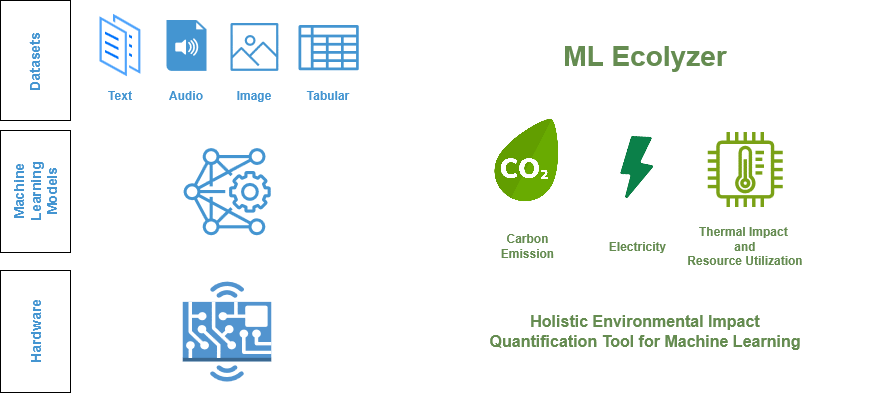 Datasets
Text
Audio
Image
Tabular
Machine
Learning
Models
Hardware
ML Ecolyzer
CO₂
Carbon
Emission
Electricity
Thermal Impact
and
Resource Utilization
Holistic Environmental Impact
Quantification Tool for Machine Learning